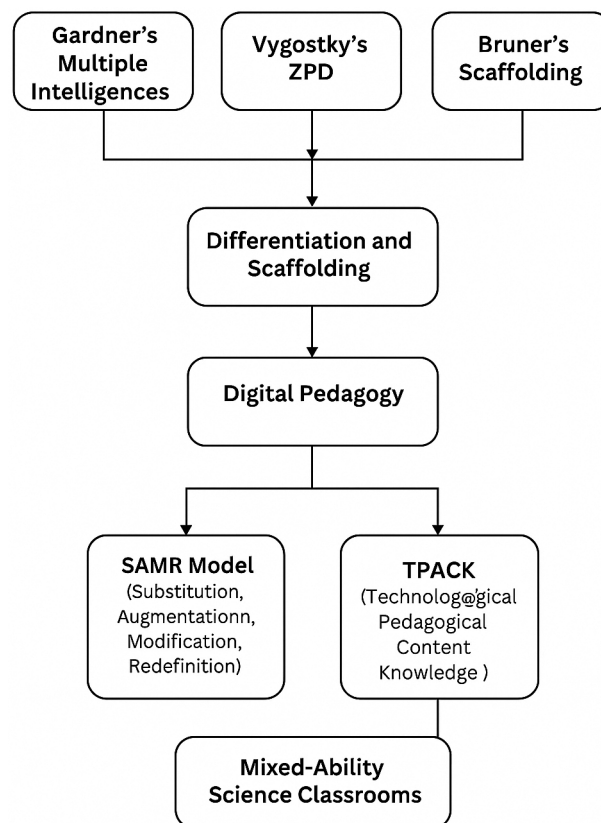 Gardner's
Multiple
Intelligences
Vygostky's
ZPD
Bruner's
Scaffolding
Differentiation and
Scaffolding
Digital Pedagogy
SAMR Model
(Substitution,
Augmentationn,
Modification,
Redefinition)
TPACK
(Technolog@'gical
Pedagogical
Content
Knowledge )
Mixed-Ability
Science Classrooms